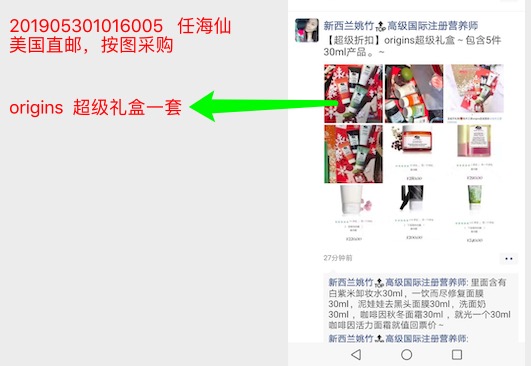 201905301016005 任海仙
美国直邮，按图采购
origins 超级礼盒一套
新西兰姚竹🔝高级国际注册营养师
【超级折扣】origins超级礼盒～包含5件
30ml产品。~
27分钟前
新西兰姚竹🔝高级国际注册营养师: 里面含有
白紫米卸妆水30ml，一饮而尽修复面膜
30ml，泥娃娃去黑头面膜30ml，洗面奶
30ml，咖啡因秋冬面霜30ml，就光一个30ml
咖啡因活力面霜就值回票价~
新西兰姚竹🔝高级国际注册营养师: